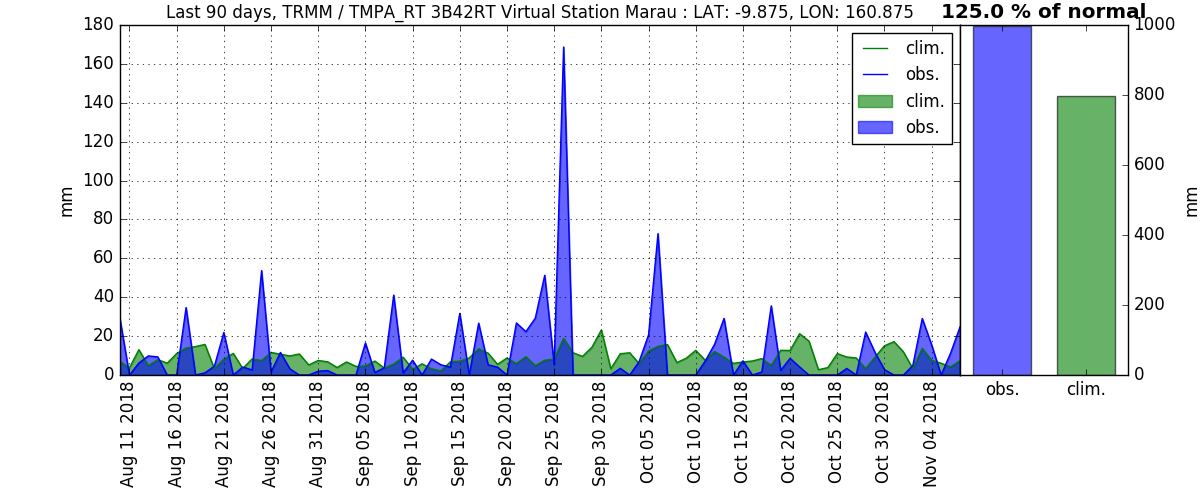 Last 90 days, TRMM / TMPA_RT 3B42RT Virtual Station Marau : LAT: -9.875, LON: 160.875
125.0 % of normal
mm
180
160
140
120
100
80
60
40
20
0
clim.
obs.
clim.
obs.
Aug 11 2018
Aug 16 2018
Aug 21 2018
Aug 26 2018
Aug 31 2018
Sep 05 2018
Sep 10 2018
Sep 15 2018
Sep 20 2018
Sep 25 2018
Sep 30 2018
Oct 05 2018
Oct 10 2018
Oct 15 2018
Oct 20 2018
Oct 25 2018
Oct 30 2018
Nov 04 2018
1000
800
600
400
200
0
mm
obs.
clim.